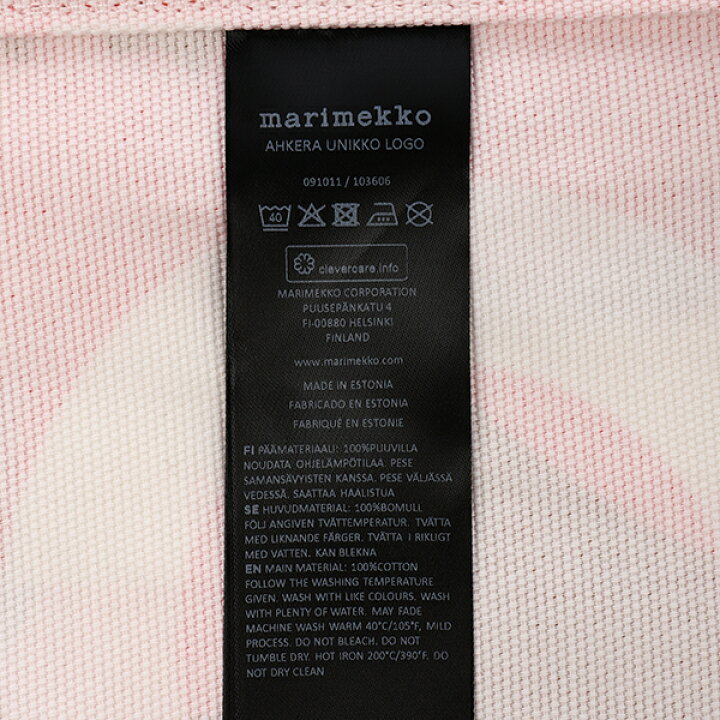 marimekko
AHKERA UNIKKO LOGO
091011 / 103606
40
clevercare.info
MARIMEKKO CORPORATION
PUUSEPÄNKATU 4
FI-00880 HELSINKI
FINLAND
www.marimekko.com
MADE IN ESTONIA
FABRICADO EN ESTONIA
FABRIQUÉ EN ESTONIE
FI PÄÄMATERIAALI: 100%PUUVILLA
NOUDATA OHJELÄMPÖTILAA. PESE
SAMANSÄVYISTEN KANSSA. PESE VÄLJÄSSÄ
VEDESSÄ. SAATTAA HAALISTUA
SE HUVUDMATERIAL: 100%BOMULL
FÖLJ ANGIVEN TVÄTTEMPERATUR. TVÄTTA
MED LIKNANDE FÄRGER. TVÄTTA I RIKLIGT
MED VATTEN. KAN BLEKNA
EN MAIN MATERIAL: 100%COTTON
FOLLOW THE WASHING TEMPERATURE
GIVEN. WASH WITH LIKE COLOURS. WASH
WITH PLENTY OF WATER. MAY FADE
MACHINE WASH WARM 40°C/105°F, MILD
PROCESS. DO NOT BLEACH. DO NOT
TUMBLE DRY. HOT IRON 200°C/390°F. DO
NOT DRY CLEAN